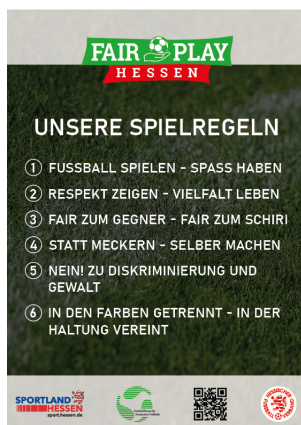 FAIR PLAY
HESSEN
UNSERE SPIELREGELN
1 FUSSBALL SPIELEN - SPASS HABEN
2 RESPEKT ZEIGEN - VIELFALT LEBEN
3 FAIR ZUM GEGNER - FAIR ZUM SCHIRI
4 STATT MECKERN - SELBER MACHEN
5 NEIN! ZU DISKRIMINIERUNG UND
GEWALT
6 IN DEN FARBEN GETRENNT - IN DER
HALTUNG VEREINT
SPORTLAND
HESSEN
sport.hessen.de